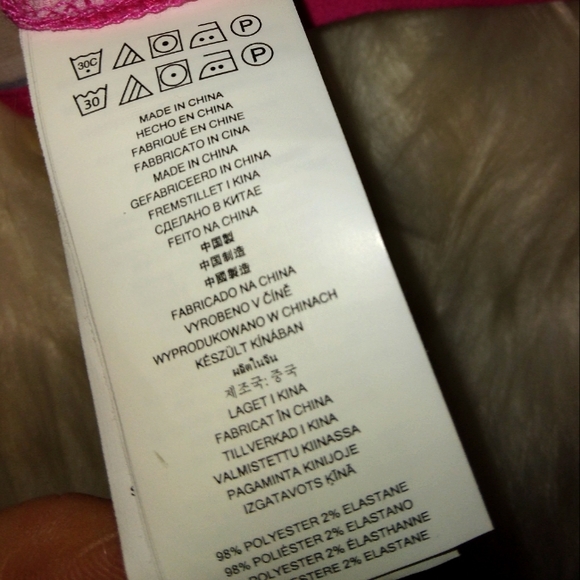 30C P
30 P
MADE IN CHINA
HECHO EN CHINA
FABRIQUÉ EN CHINE
FABBRICATO IN CINA
MADE IN CHINA
GEFABRICEERD IN CHINA
FREMSTILLET I KINA
СДЕЛАНО В КИТАЕ
FEITO NA CHINA
中国製
中国制造
中國製造
FABRICADO NA CHINA
VYROBENO V ČÍNĚ
WYPRODUKOWANO W CHINACH
KÉSZÜLT KÍNÁBAN
ผลิตในจีน
제조국: 중국
LAGET I KINA
FABRICAT ÎN CHINA
TILLVERKAD I KINA
VALMISTETTU KIINASSA
PAGAMINTA KINIJOJE
IZGATAVOTS ĶĪNĀ
98% POLYESTER 2% ELASTANE
98% POLIÉSTER 2% ELASTANO
POLYESTER 2% ÉLASTHANNE
2% ELASTANE